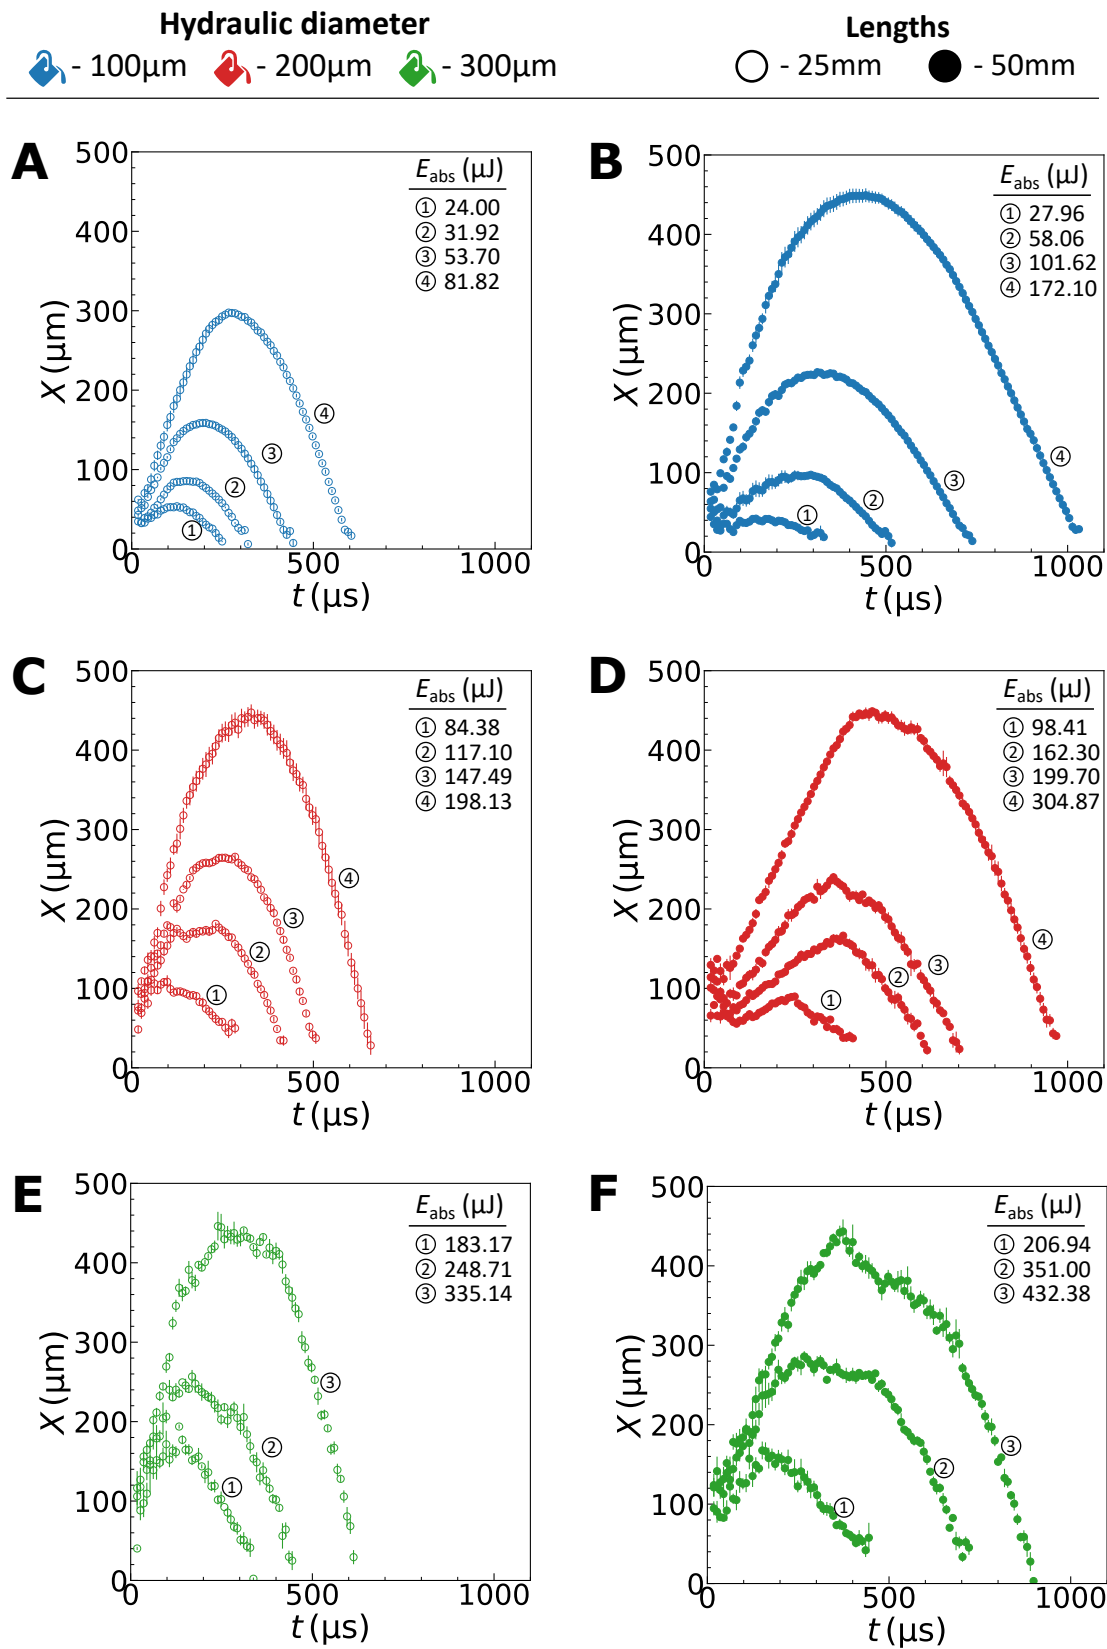 Hydraulic diameter Lengths
- 100μm - 200μm - 300μm - 25mm - 50mm
A
500
400
300
200
100
0
0 500 1000
X (μm)
t (μs)
E_abs (μJ)
① 24.00
② 31.92
③ 53.70
④ 81.82
④
③
②
①
B
500
400
300
200
100
0
0 500 1000
X (μm)
t (μs)
E_abs (μJ)
① 27.96
② 58.06
③ 101.62
④ 172.10
④
③
②
①
C
500
400
300
200
100
0
0 500 1000
X (μm)
t (μs)
E_abs (μJ)
① 84.38
② 117.10
③ 147.49
④ 198.13
④
③
②
①
D
500
400
300
200
100
0
0 500 1000
X (μm)
t (μs)
E_abs (μJ)
① 98.41
② 162.30
③ 199.70
④ 304.87
④
③
②
①
E
500
400
300
200
100
0
0 500 1000
X (μm)
t (μs)
E_abs (μJ)
① 183.17
② 248.71
③ 335.14
③
②
①
F
500
400
300
200
100
0
0 500 1000
X (μm)
t (μs)
E_abs (μJ)
① 206.94
② 351.00
③ 432.38
③
②
①